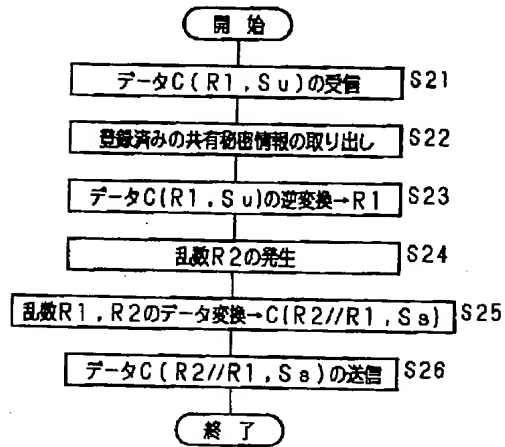 開始
データC(R1,Su)の受信 S21
登録済みの共有秘密情報の取り出し S22
データC(R1,Su)の逆変換→R1 S23
乱数R2の発生 S24
乱数R1,R2のデータ変換→C(R2//R1,Ss) S25
データC(R2//R1,Ss)の送信 S26
終了